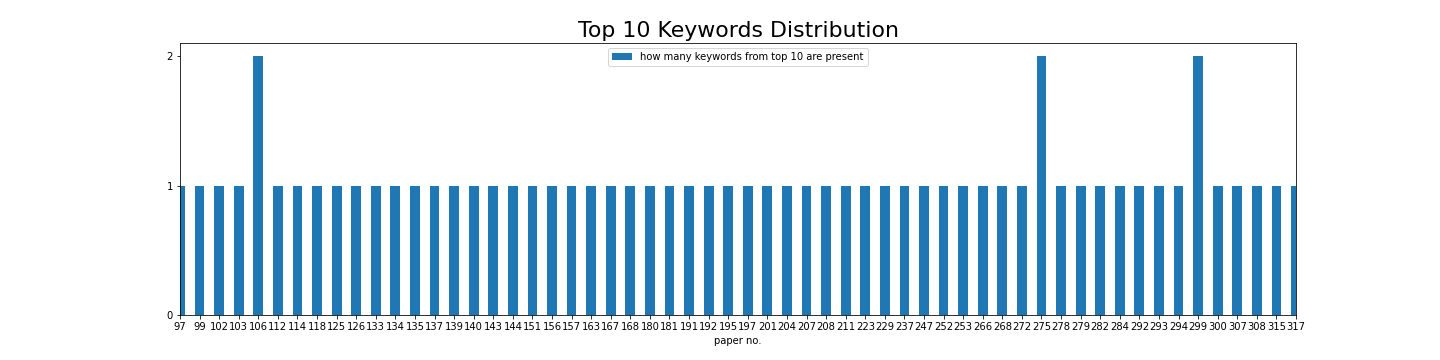 Top 10 Keywords Distribution
how many keywords from top 10 are present
2
1
0
97 99 102 103 106 112 114 118 125 126 133 134 135 137 139 140 143 144 151 156 157 163 167 168 180 181 191 192 195 197 201 204 207 208 211 223 229 237 247 252 253 266 268 272 275 278 279 282 284 292 293 294 299 300 307 308 315 317
paper no.